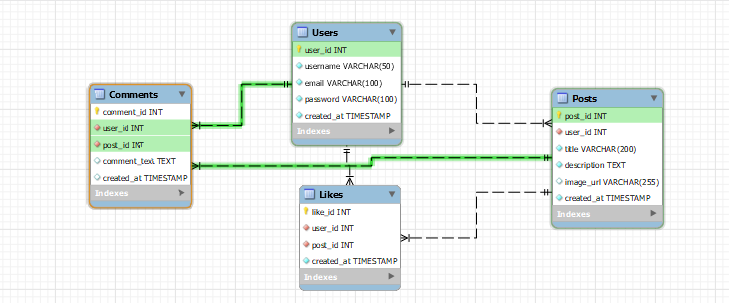 Users
user_id INT
username VARCHAR(50)
email VARCHAR(100)
password VARCHAR(100)
created_at TIMESTAMP
Indexes
Comments
comment_id INT
user_id INT
post_id INT
comment_text TEXT
created_at TIMESTAMP
Indexes
Posts
post_id INT
user_id INT
title VARCHAR(200)
description TEXT
image_url VARCHAR(255)
created_at TIMESTAMP
Indexes
Likes
like_id INT
user_id INT
post_id INT
created_at TIMESTAMP
Indexes